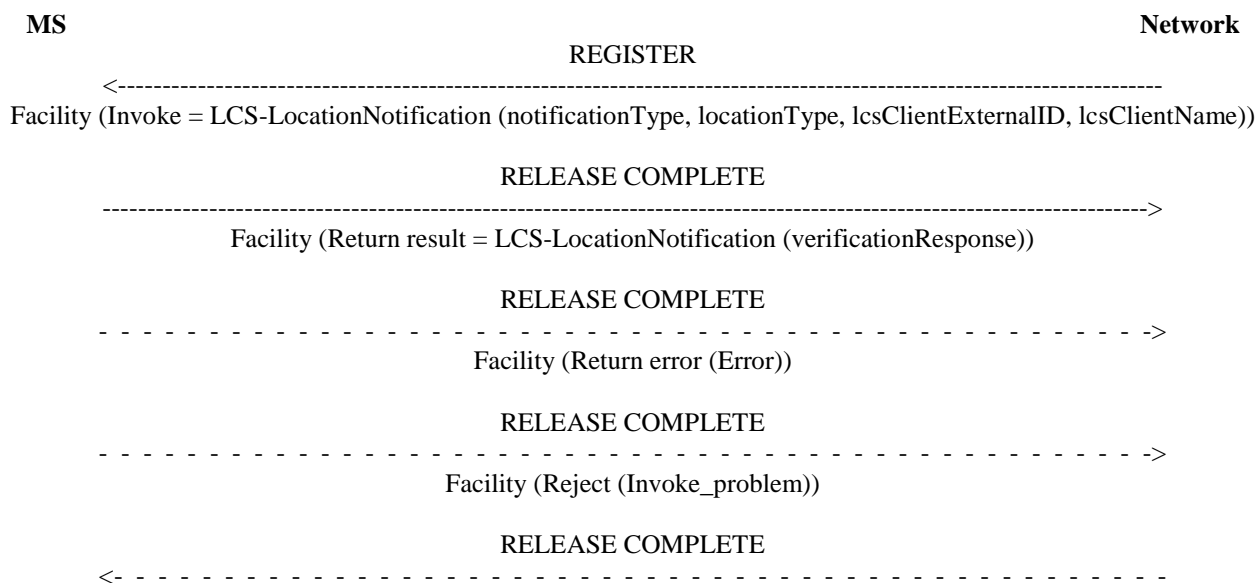 MS Network
REGISTER
<------------------------------------------------------------------------------------------------------------------------
Facility (Invoke = LCS-LocationNotification (notificationType, locationType, lcsClientExternalID, lcsClientName))
RELEASE COMPLETE
------------------------------------------------------------------------------------------------------------------------>
Facility (Return result = LCS-LocationNotification (verificationResponse))
RELEASE COMPLETE
- - - - - - - - - - - - - - - - - - - - - - - - - - - - - - - - - - - - - - - - - - - - - - - - ->
Facility (Return error (Error))
RELEASE COMPLETE
- - - - - - - - - - - - - - - - - - - - - - - - - - - - - - - - - - - - - - - - - - - - - - - - ->
Facility (Reject (Invoke_problem))
RELEASE COMPLETE
<- - - - - - - - - - - - - - - - - - - - - - - - - - - - - - - - - - - - - - - - - - - - - - - - -